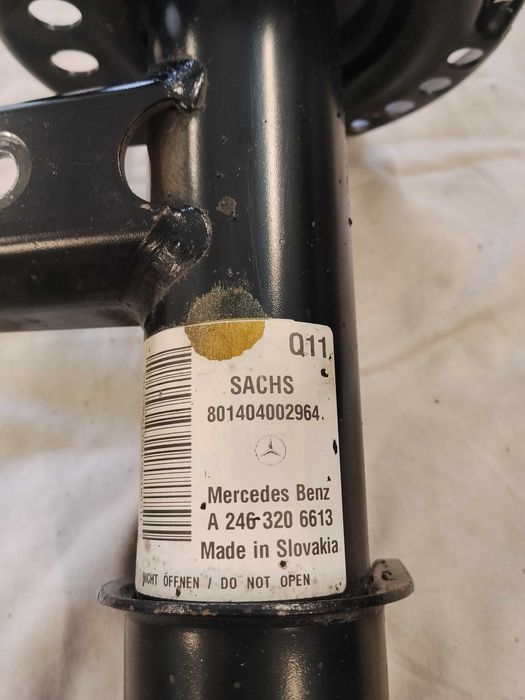 Q11
SACHS
801404002964
Mercedes Benz
A 246-320 6613
Made in Slovakia
NICHT ÖFFNEN / DO NOT OPEN